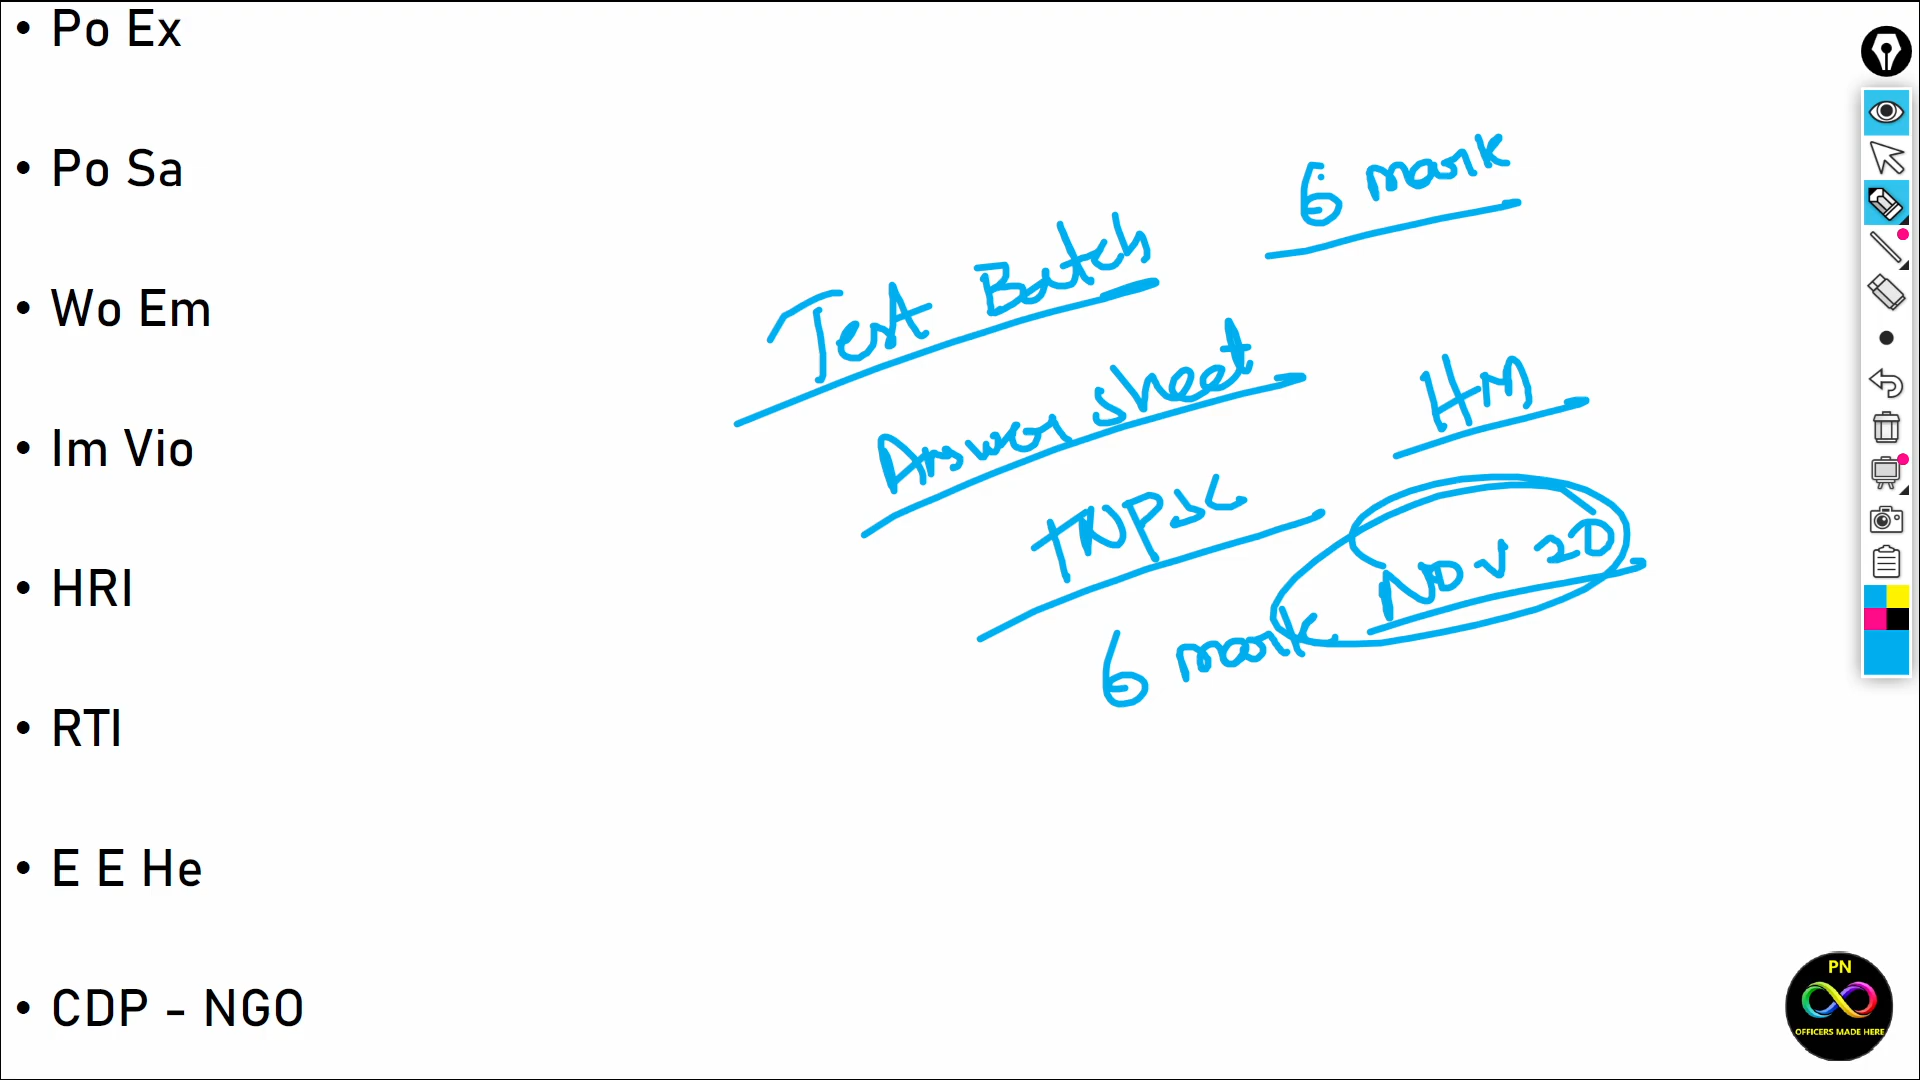 • Po Ex
• Po Sa
• Wo Em
• Im Vio
• HRI
• RTI
• E E He
• CDP - NGO
6 mark
Test Batch
Answer sheet
HM
TNPSC
NOV 20
6 mark
PN
OFFICERS MADE HERE